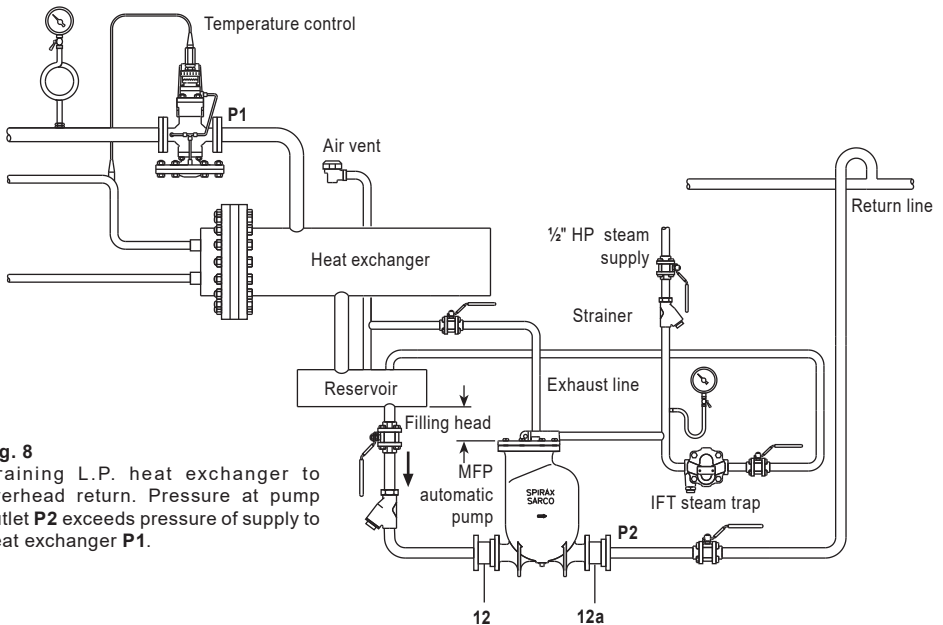 Temperature control
P1
Air vent
Return line
½" HP steam
supply
Heat exchanger
Strainer
Reservoir
Exhaust line
Filling head
MFP
automatic
pump
SPIRAX
SARCO
IFT steam trap
P2
g. 8
raining L.P. heat exchanger to
verhead return. Pressure at pump
utlet P2 exceeds pressure of supply to
eat exchanger P1.
12
12a